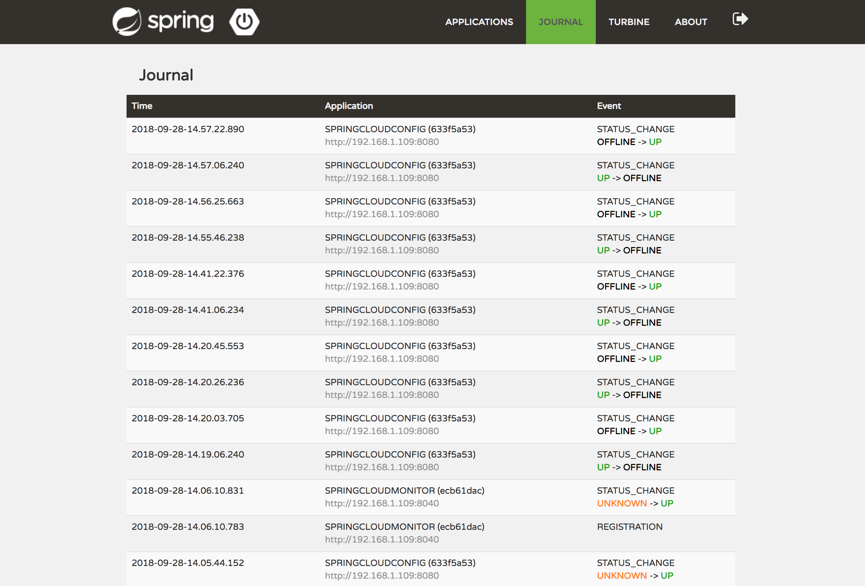 spring
APPLICATIONS JOURNAL TURBINE ABOUT
Journal
Time Application Event
2018-09-28-14.57.22.890 SPRINGCLOUDCONFIG (633f5a53) STATUS_CHANGE
http://192.168.1.109:8080 OFFLINE -> UP
2018-09-28-14.57.06.240 SPRINGCLOUDCONFIG (633f5a53) STATUS_CHANGE
http://192.168.1.109:8080 UP -> OFFLINE
2018-09-28-14.56.25.663 SPRINGCLOUDCONFIG (633f5a53) STATUS_CHANGE
http://192.168.1.109:8080 OFFLINE -> UP
2018-09-28-14.55.46.238 SPRINGCLOUDCONFIG (633f5a53) STATUS_CHANGE
http://192.168.1.109:8080 UP -> OFFLINE
2018-09-28-14.41.22.376 SPRINGCLOUDCONFIG (633f5a53) STATUS_CHANGE
http://192.168.1.109:8080 OFFLINE -> UP
2018-09-28-14.41.06.234 SPRINGCLOUDCONFIG (633f5a53) STATUS_CHANGE
http://192.168.1.109:8080 UP -> OFFLINE
2018-09-28-14.20.45.553 SPRINGCLOUDCONFIG (633f5a53) STATUS_CHANGE
http://192.168.1.109:8080 OFFLINE -> UP
2018-09-28-14.20.26.236 SPRINGCLOUDCONFIG (633f5a53) STATUS_CHANGE
http://192.168.1.109:8080 UP -> OFFLINE
2018-09-28-14.20.03.705 SPRINGCLOUDCONFIG (633f5a53) STATUS_CHANGE
http://192.168.1.109:8080 OFFLINE -> UP
2018-09-28-14.19.06.240 SPRINGCLOUDCONFIG (633f5a53) STATUS_CHANGE
http://192.168.1.109:8080 UP -> OFFLINE
2018-09-28-14.06.10.831 SPRINGCLOUDMONITOR (ecb61dac) STATUS_CHANGE
http://192.168.1.109:8040 UNKNOWN -> UP
2018-09-28-14.06.10.783 SPRINGCLOUDMONITOR (ecb61dac) REGISTRATION
http://192.168.1.109:8040
2018-09-28-14.05.44.152 SPRINGCLOUDCONFIG (633f5a53) STATUS_CHANGE
http://192.168.1.109:8080 UNKNOWN -> UP